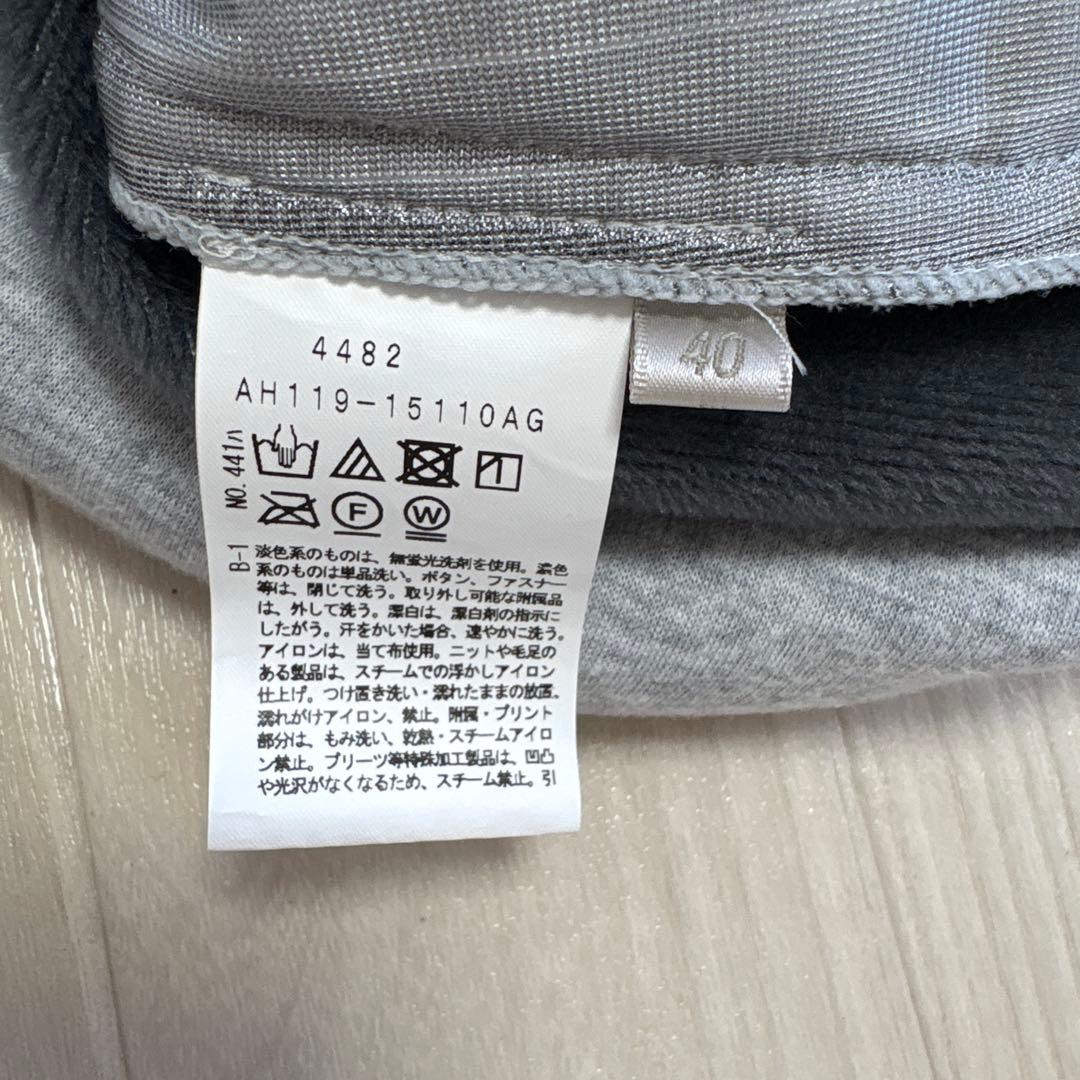 4482
AH119-15110AG
40
NO.441ハ
F
W
B-1
淡色系のものは、無蛍光洗剤を使用。濃色
系のものは単品洗い。ボタン、ファスナー
等は、閉じて洗う。取り外し可能な附属品
は、外して洗う。漂白は、漂白剤の指示に
したがう。汗をかいた場合、速やかに洗う。
アイロンは、当て布使用。ニットや毛足の
ある製品は、スチームでの浮かしアイロン
仕上げ。つけ置き洗い・濡れたままの放置、
濡れがけアイロン、禁止。附属・プリント
部分は、もみ洗い、乾熱・スチームアイロ
ン禁止。プリーツ等特殊加工製品は、凹凸
や光沢がなくなるため、スチーム禁止。引